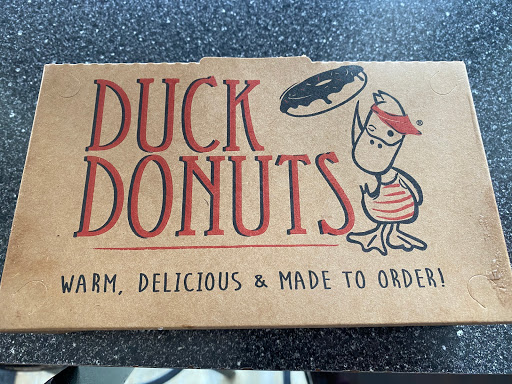 DUCK
DONUTS
®
WARM, DELICIOUS & MADE TO ORDER!